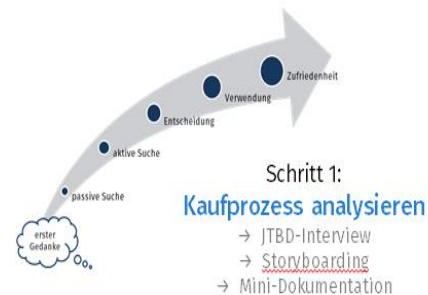 Zufriedenheit
Verwendung
Entscheidung
aktive Suche
passive Suche
erster
Gedanke
Schritt 1:
Kaufprozess analysieren
→ JTBD-Interview
→ Storyboarding
→ Mini-Dokumentation